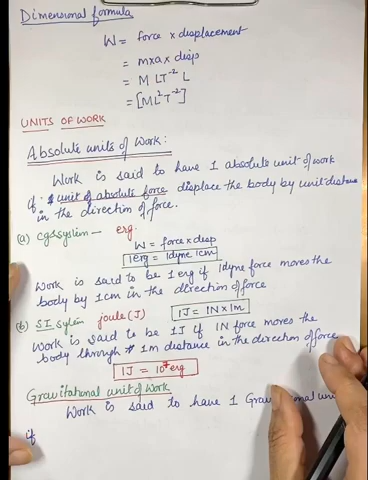 Dimensional formula
W = force × displacement
= m×a × disp
= M LT⁻² L
= [ML²T⁻²]
UNITS OF WORK
Absolute units of Work:
Work is said to have 1 absolute unit of work
if unit of absolute force displace the body by unit distance
in the direction of force.
(a) cgs system - erg.
W = force × disp
1erg = 1dyne 1cm
Work is said to be 1 erg if 1dyne force moves the
body by 1cm in the direction of force
(b) SI system joule (J) 1J = 1N × 1m
Work is said to be 1J if 1N force moves the
body through 1m distance in the direction of force
1J = 10⁷ erg
Gravitational unit of work
Work is said to have 1 unit
if